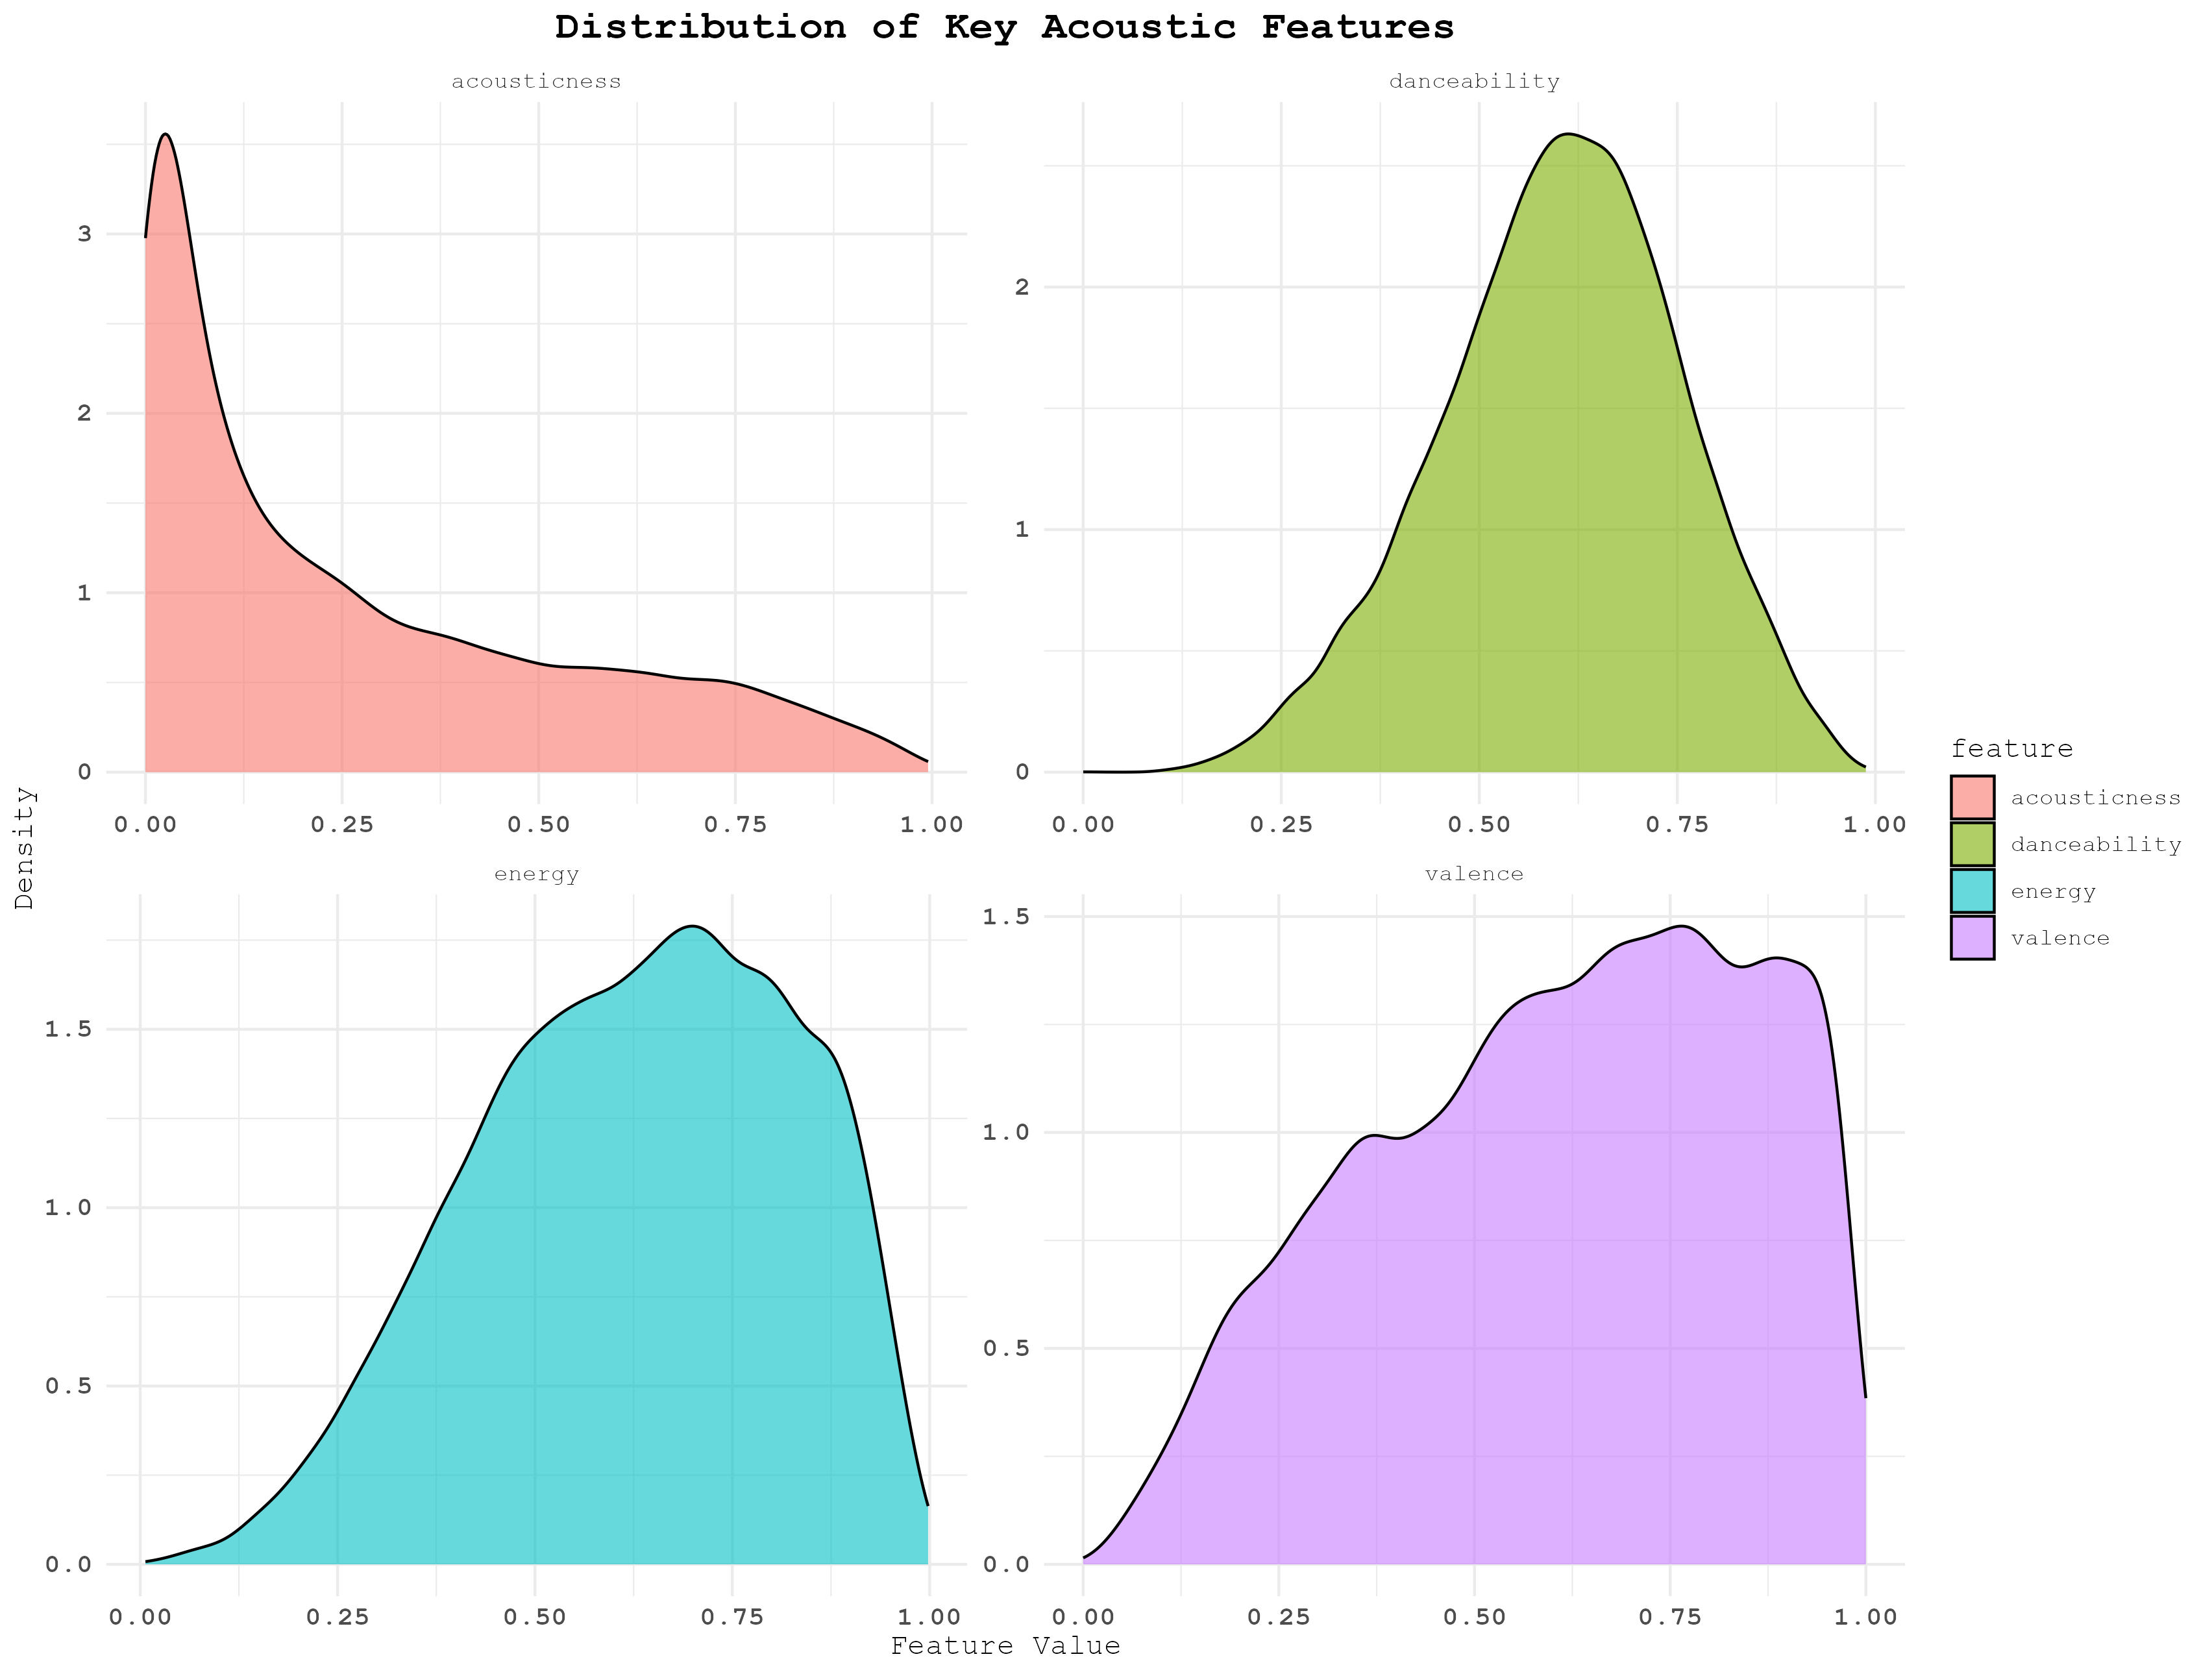 Distribution of Key Acoustic Features
acousticness
danceability
3
2
1
0
0.00 0.25 0.50 0.75 1.00
2
1
0
0.00 0.25 0.50 0.75 1.00
energy
valence
1.5
1.0
0.5
0.0
0.00 0.25 0.50 0.75 1.00
1.5
1.0
0.5
0.0
0.00 0.25 0.50 0.75 1.00
Density
Feature Value
feature
acousticness
danceability
energy
valence